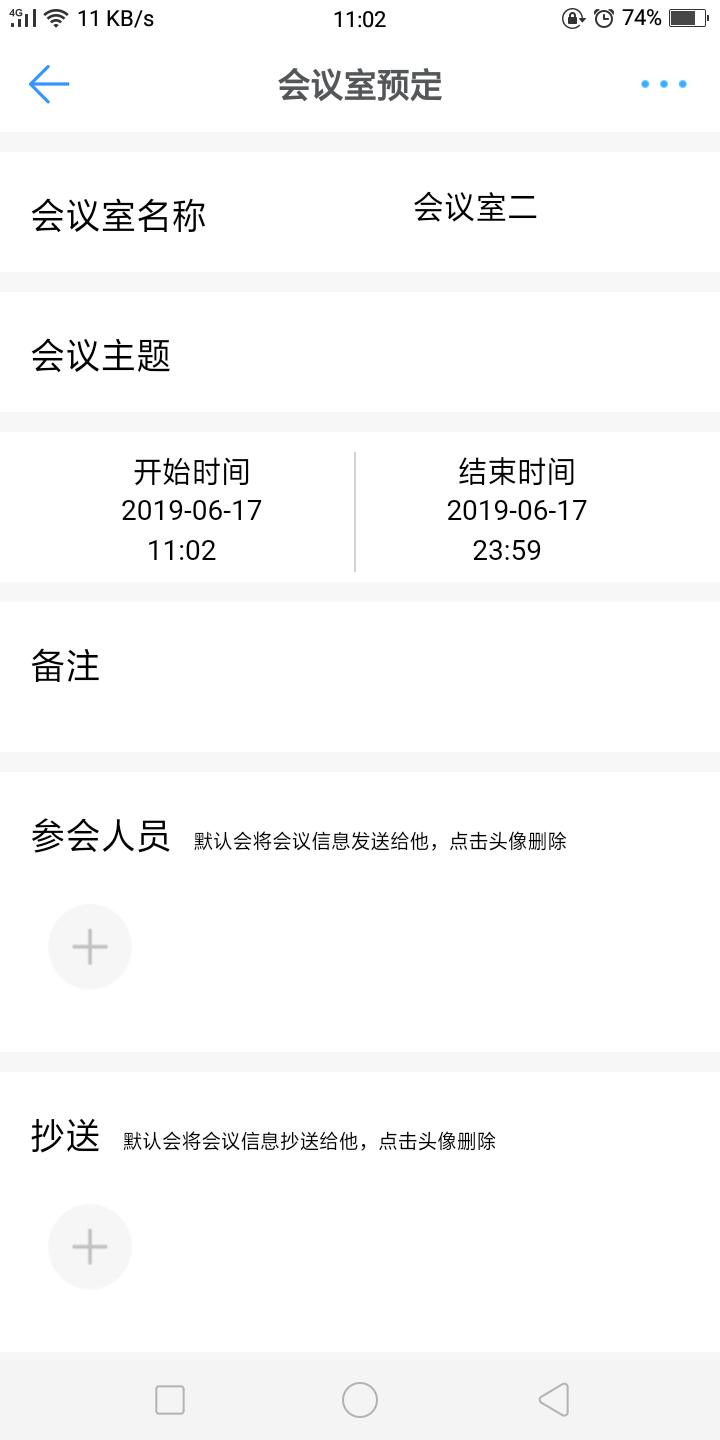 4G 11 KB/s 11:02 74%
会议室预定
会议室名称 会议室二
会议主题
开始时间 结束时间
2019-06-17 2019-06-17
11:02 23:59
备注
参会人员 默认会将会议信息发送给他，点击头像删除
抄送 默认会将会议信息抄送给他，点击头像删除